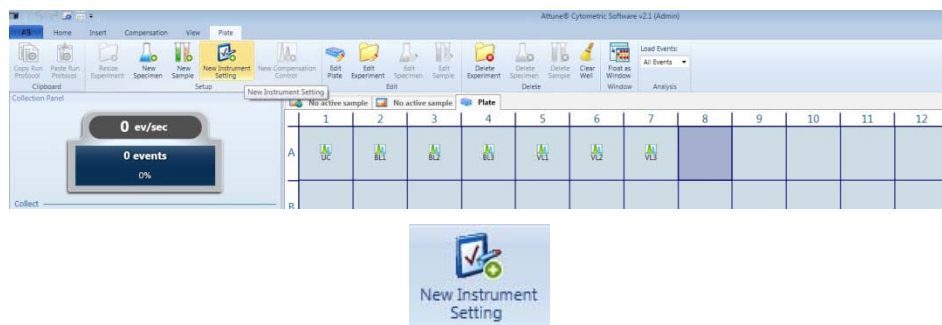 Attune® Cytometric Software v2.1 (Admin)
AS Home Insert Compensation View Plate
Copy Run Protocol Paste Run Protocol Resize Experiment New Specimen New Sample New Instrument Setting New Compensation Control Edit Plate Edit Experiment Edit Specimen Edit Sample Delete Experiment Delete Specimen Delete Sample Clear Well Float as Window Load Events: All Events
Clipboard Setup Edit Delete Window Analysis
New Instrument Setting
Collection Panel
No active sample No active sample Plate
0 ev/sec
0 events
0%
Collect
1 2 3 4 5 6 7 8 9 10 11 12
A UC BL1 BL2 BL3 VL1 VL2 VL3
B
New Instrument
Setting